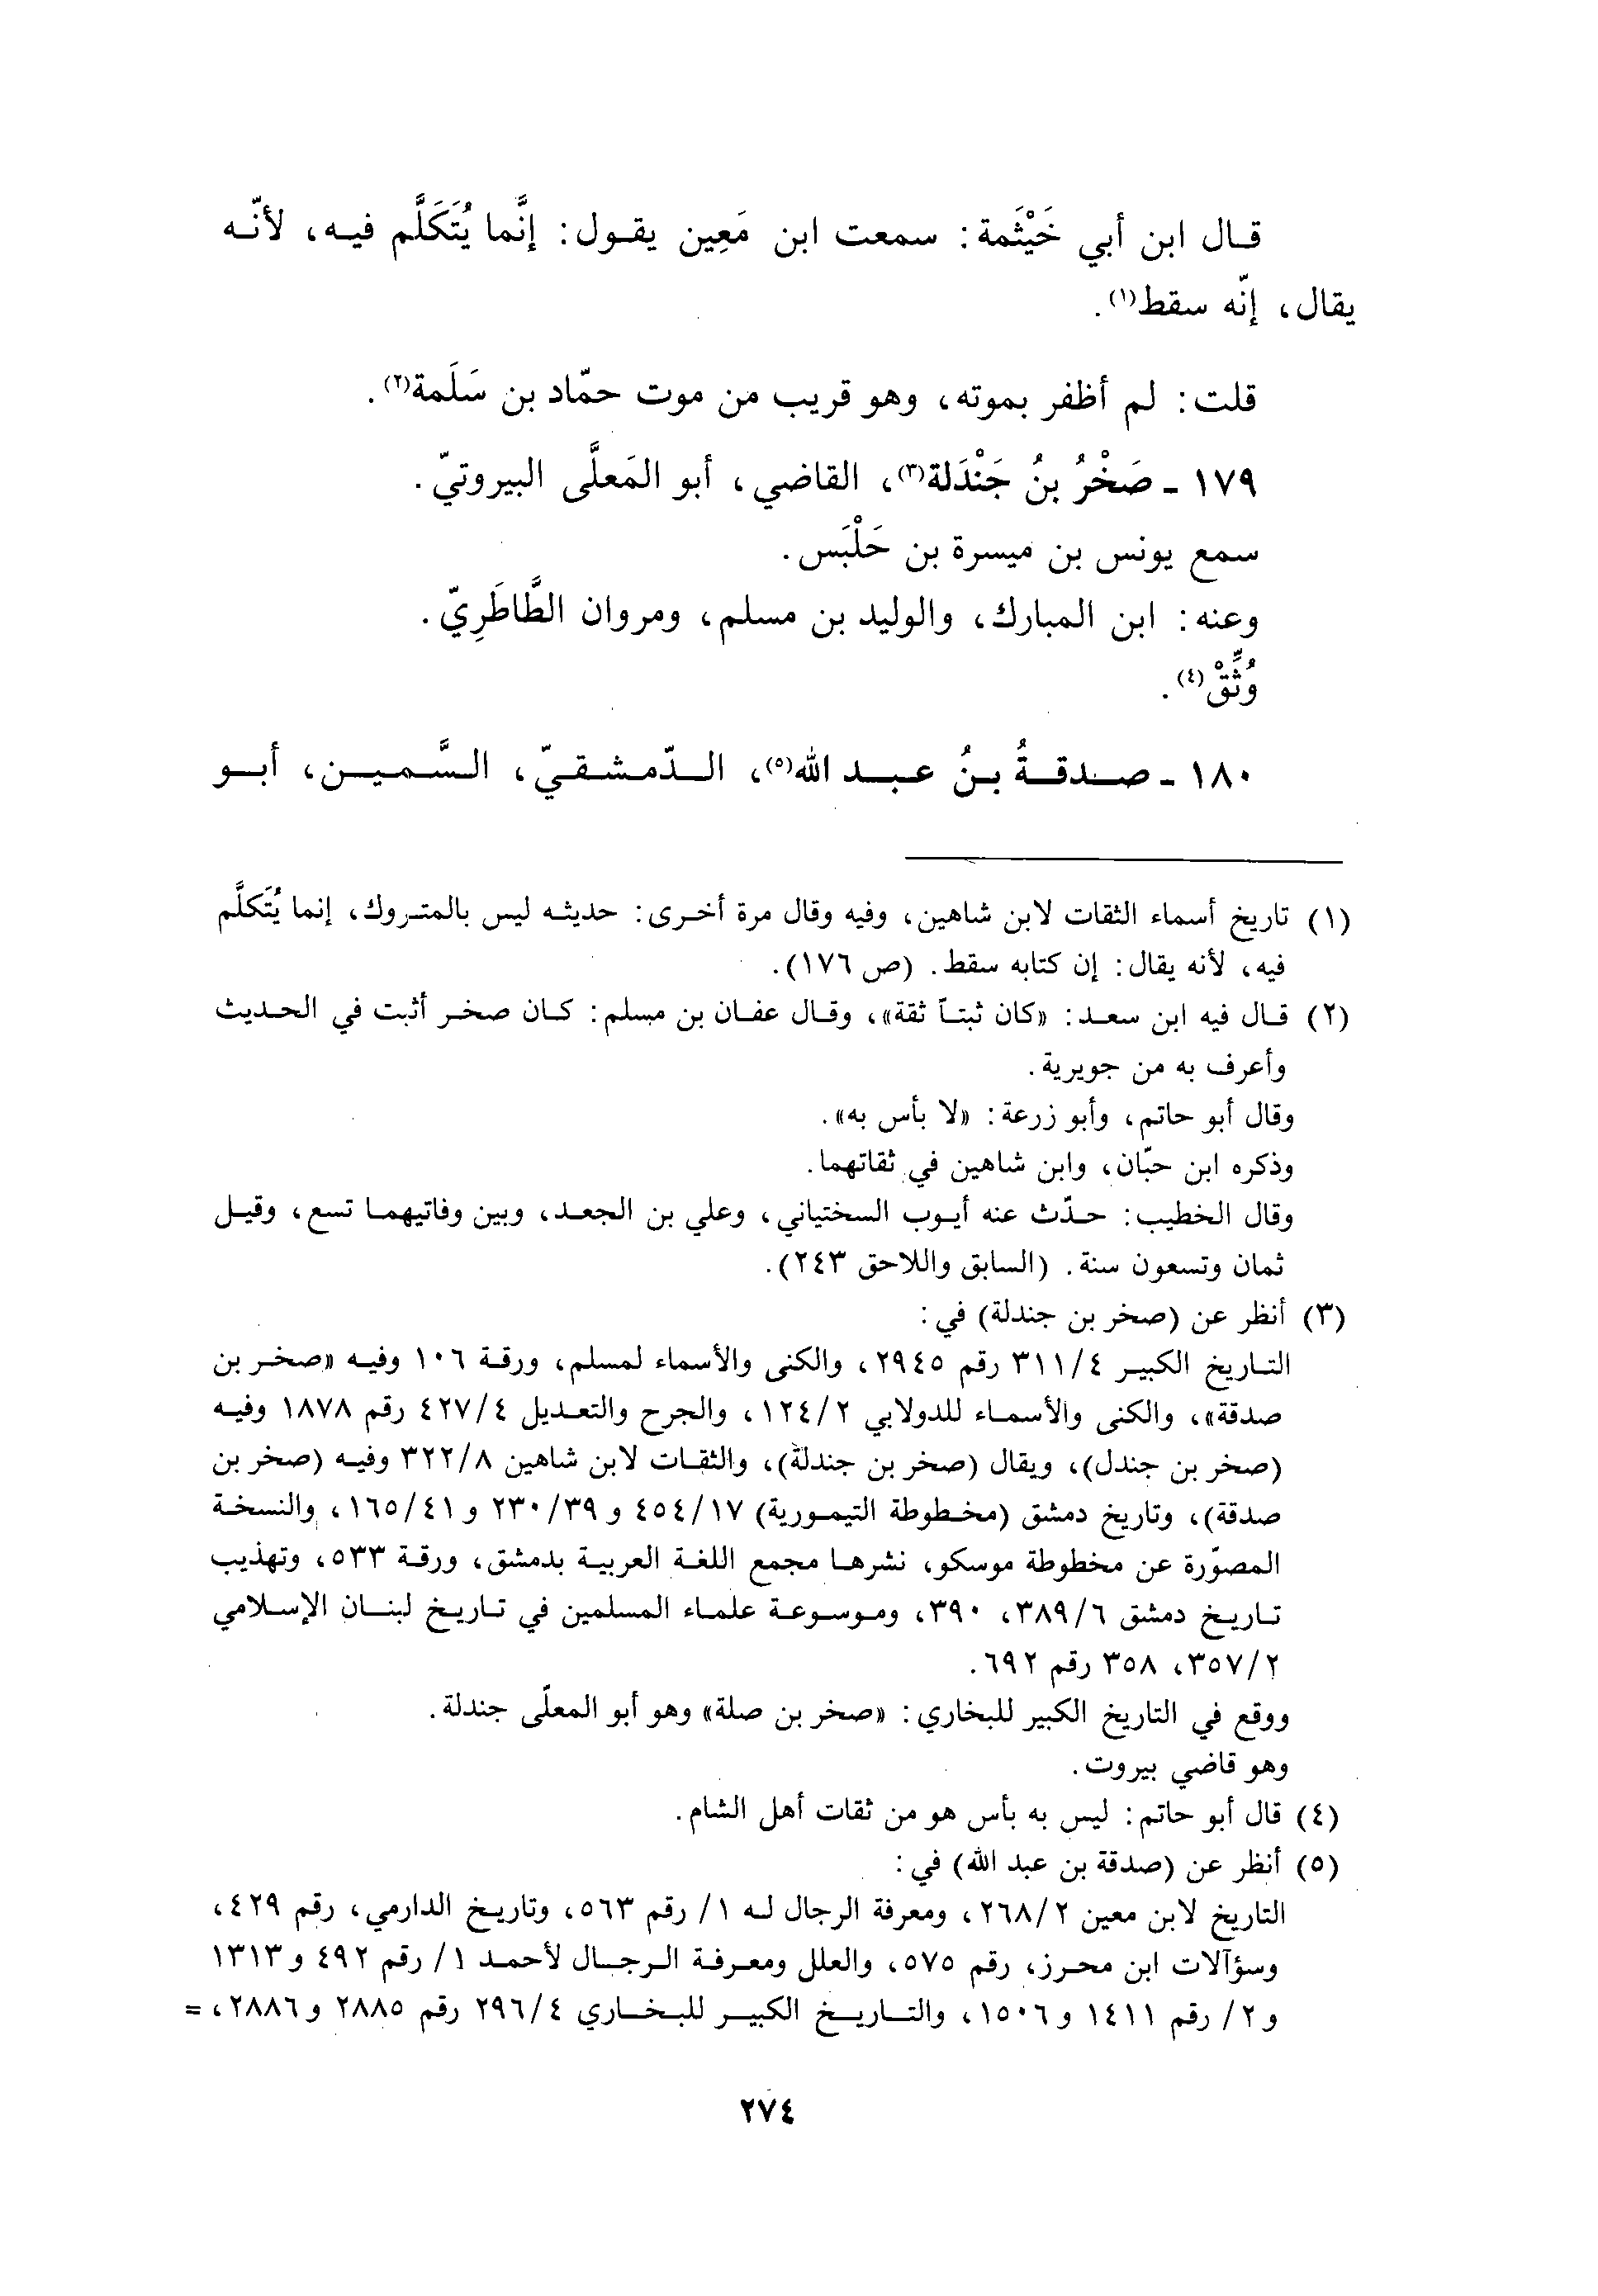 قال ابن أبي خَيْثَمة: سمعت ابن مَعِين يقول: إنَّما يُتَكَلَّم فيه، لأنّه
يقال، إنّه سقط(١).
قلت: لم أظفر بموته، وهو قريب من موت حمّاد بن سَلَمة(٢).
١٧٩ - صَخْرُ بنُ جَنْدَلة(٣)، القاضي، أبو المَعلَّى البيروتيّ.
سمع يونس بن ميسرة بن حَلْبَس.
وعنه: ابن المبارك، والوليد بن مسلم، ومروان الطَّاطَرِيّ.
وُثِّقْ(٤).
١٨٠ - صدقةُ بنُ عبد الله(٥)، الدّمشقيّ، السَّمين، أبو
(١) تاريخ أسماء الثقات لابن شاهين، وفيه وقال مرة أخرى: حديثه ليس بالمتروك، إنما يُتَكلَّم
فيه، لأنه يقال: إن كتابه سقط. (ص ١٧٦).
(٢) قال فيه ابن سعد: «كان ثبتاً ثقة»، وقال عفان بن مسلم: كان صخر أثبت في الحديث
وأعرف به من جويرية.
وقال أبو حاتم، وأبو زرعة: «لا بأس به».
وذكره ابن حبّان، وابن شاهين في ثقاتهما.
وقال الخطيب: حدّث عنه أيوب السختياني، وعلي بن الجعد، وبين وفاتيهما تسع، وقيل
ثمان وتسعون سنة. (السابق واللاحق ٢٤٣).
(٣) أنظر عن (صخر بن جندلة) في:
التاريخ الكبير ٣١١/٤ رقم ٢٩٤٥، والكنى والأسماء لمسلم، ورقة ١٠٦ وفيه «صخر بن
صدقة»، والكنى والأسماء للدولابي ١٢٤/٢، والجرح والتعديل ٤٢٧/٤ رقم ١٨٧٨ وفيه
(صخر بن جندل)، ويقال (صخر بن جندلة)، والثقات لابن شاهين ٣٢٢/٨ وفيه (صخر بن
صدقة)، وتاريخ دمشق (مخطوطة التيمورية) ٤٥٤/١٧ و ٢٣٠/٣٩ و ١٦٥/٤١، والنسخة
المصوّرة عن مخطوطة موسكو، نشرها مجمع اللغة العربية بدمشق، ورقة ٥٣٣، وتهذيب
تاريخ دمشق ٣٨٩/٦، ٣٩٠، وموسوعة علماء المسلمين في تاريخ لبنان الإسلامي
٣٥٧/٢، ٣٥٨ رقم ٦٩٢.
ووقع في التاريخ الكبير للبخاري: «صخر بن صلة» وهو أبو المعلّى جندلة.
وهو قاضي بيروت.
(٤) قال أبو حاتم: ليس به بأس هو من ثقات أهل الشام.
(٥) أنظر عن (صدقة بن عبد الله) في:
التاريخ لابن معين ٢٦٨/٢، ومعرفة الرجال له ١/ رقم ٥٦٣، وتاريخ الدارمي، رقم ٤٢٩،
وسؤآلات ابن محرز، رقم ٥٧٥، والعلل ومعرفة الرجال لأحمد ١/ رقم ٤٩٢ و ١٣١٣
و ٢/ رقم ١٤١١ و ١٥٠٦، والتاريخ الكبير للبخاري ٢٩٦/٤ رقم ٢٨٨٥ و ٢٨٨٦، =
٢٧٤